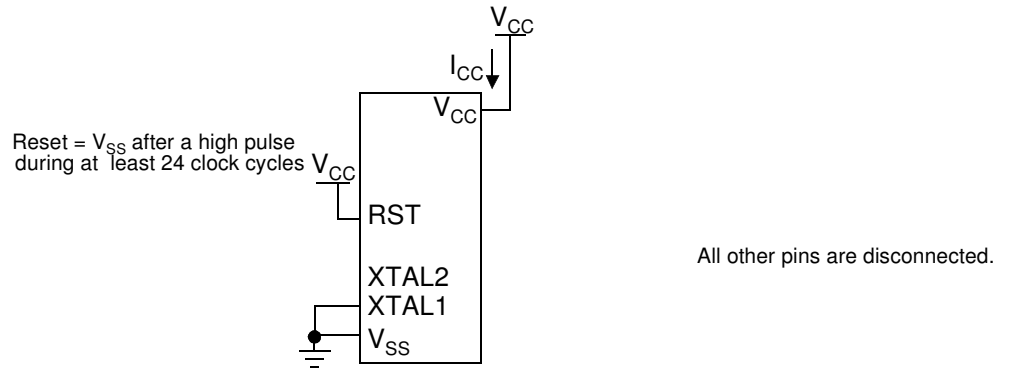 VCC
ICC
VCC
Reset = VSS after a high pulse
during at least 24 clock cycles
VCC
RST
All other pins are disconnected.
XTAL2
XTAL1
VSS